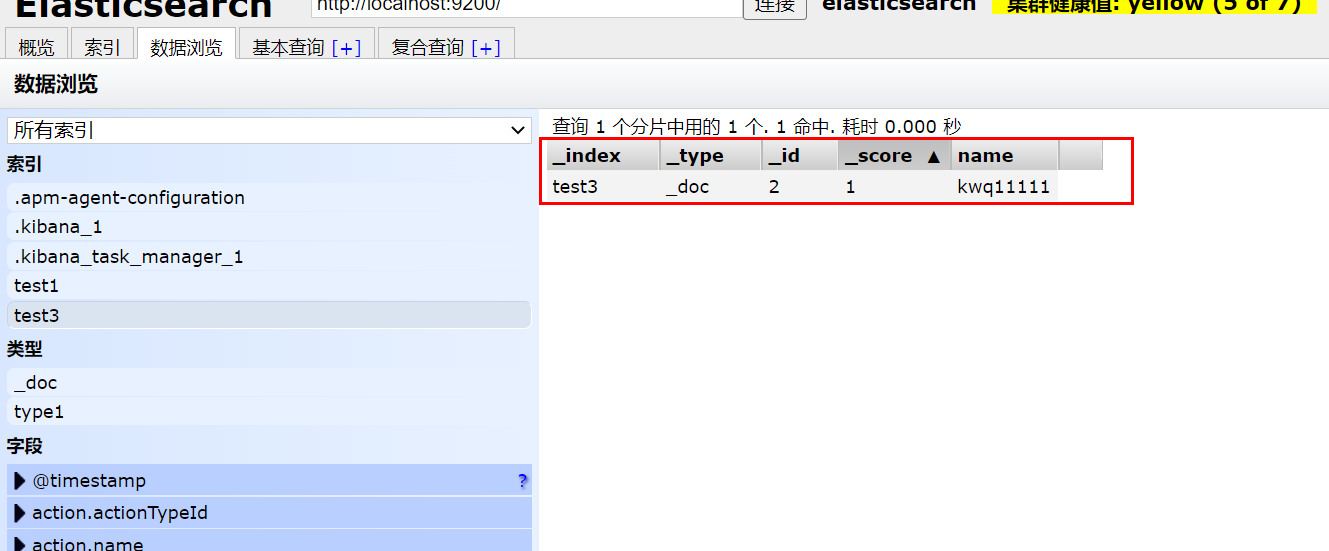 Elasticsearch http://localhost:9200/ 连接 elasticsearch 集群健康值: yellow (5 of 7)
概览 索引 数据浏览 基本查询 [+] 复合查询 [+]
数据浏览
所有索引
索引
.apm-agent-configuration
.kibana_1
.kibana_task_manager_1
test1
test3
类型
_doc
type1
字段
@timestamp ?
action.actionTypeId
action.name
查询 1 个分片中用的 1 个. 1 命中. 耗时 0.000 秒
_index _type _id _score ▲ name
test3 _doc 2 1 kwq11111